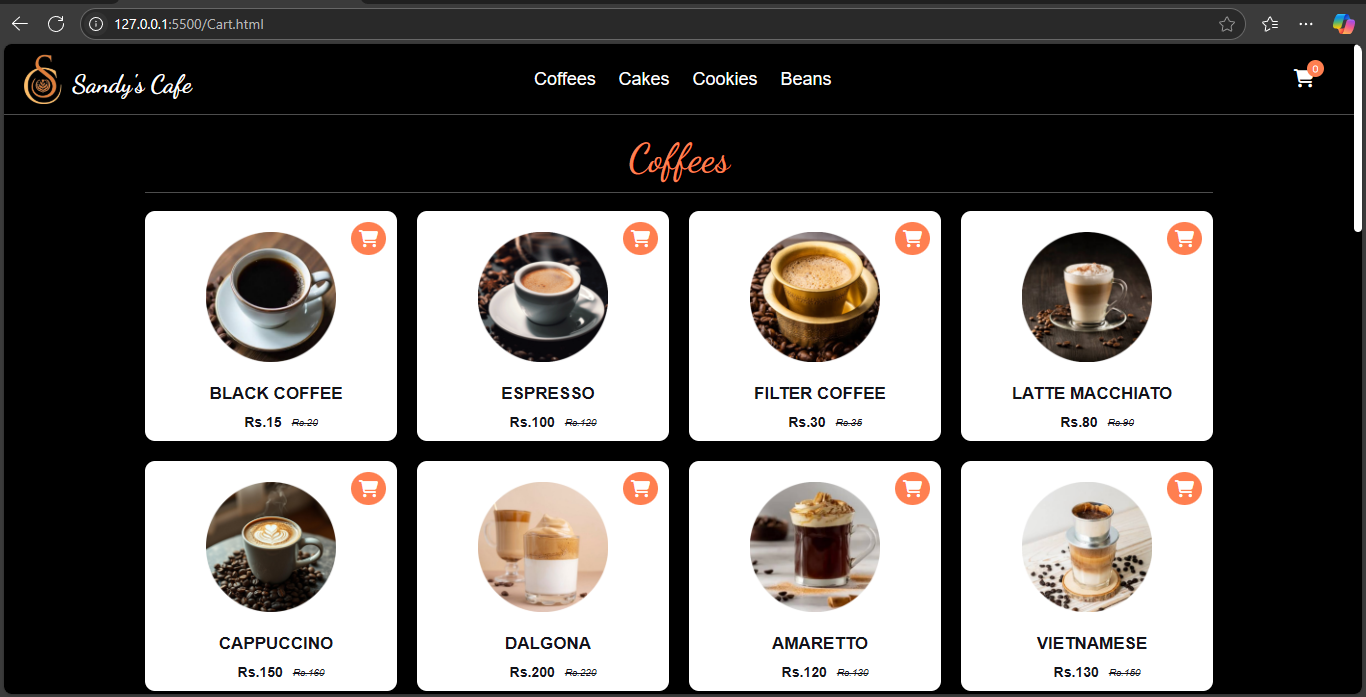 127.0.0.1:5500/Cart.html
Sandy's Cafe
Coffees Cakes Cookies Beans
0
Coffees
BLACK COFFEE
Rs.15 Rs.20
ESPRESSO
Rs.100 Rs.120
FILTER COFFEE
Rs.30 Rs.35
LATTE MACCHIATO
Rs.80 Rs.90
CAPPUCCINO
Rs.150 Rs.160
DALGONA
Rs.200 Rs.220
AMARETTO
Rs.120 Rs.130
VIETNAMESE
Rs.130 Rs.150